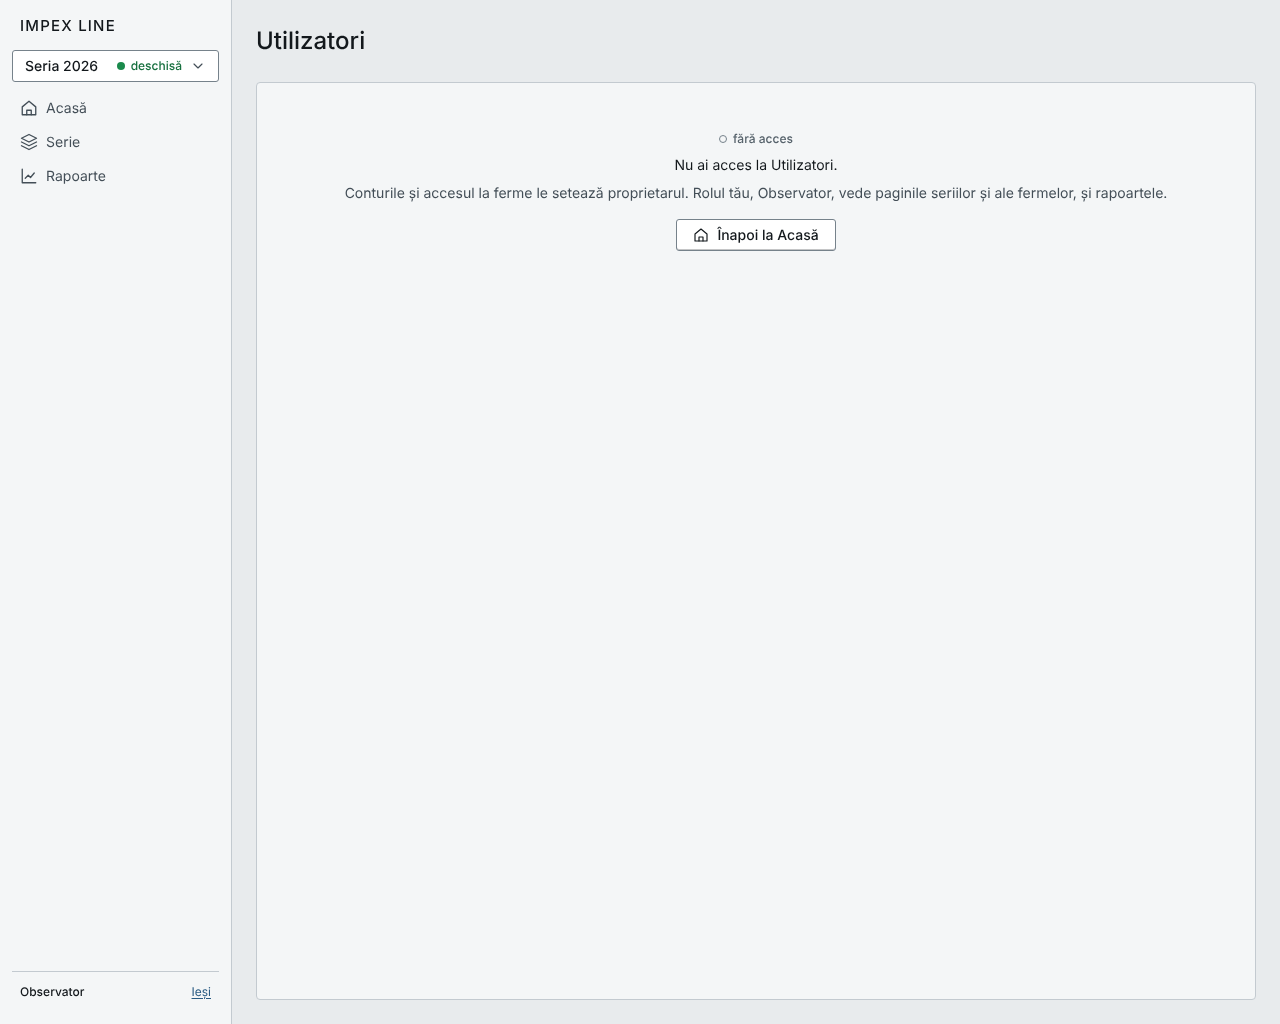 IMPEX LINE
Seria 2026 deschisă
Acasă
Serie
Rapoarte
Observator
Ieși
Utilizatori
fără acces
Nu ai acces la Utilizatori.
Conturile și accesul la ferme le setează proprietarul. Rolul tău, Observator, vede paginile seriilor și ale fermelor, și rapoartele.
Înapoi la Acasă